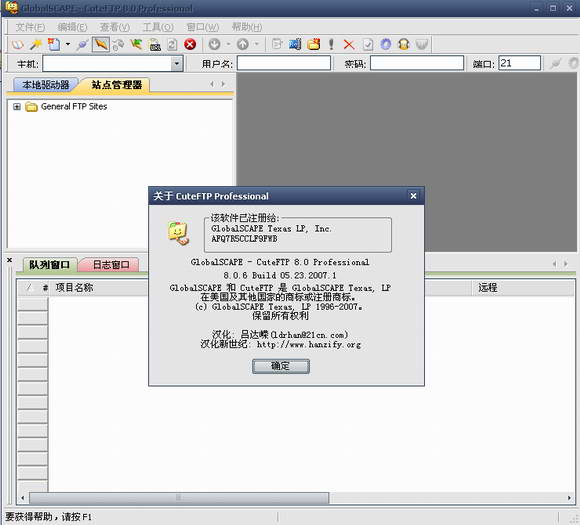 GlobalSCAPE - CuteFTP 8.0 Professional
文件(F) 编辑(E) 查看(V) 工具(O) 窗口(W) 帮助(H)
主机: 用户名: 密码: 端口: 21
本地驱动器 站点管理器
General FTP Sites
关于 CuteFTP Professional
该软件已注册给:
GlobalSCAPE Texas LP, Inc.
AFQ7R5CCLF9FWB
GlobalSCAPE - CuteFTP 8.0 Professional
8.0.6 Build 05.23.2007.1
GlobalSCAPE 和 CuteFTP 是 GlobalSCAPE Texas, LP
在美国及其他国家的商标或注册商标。
(c) GlobalSCAPE Texas, LP 1996-2007.
保留所有权利
汉化: 吕达嵘(ldrhan@21cn.com)
汉化新世纪: http://www.hanzify.org
确定
队列窗口 日志窗口
/ # 项目名称 远程
要获得帮助，请按 F1